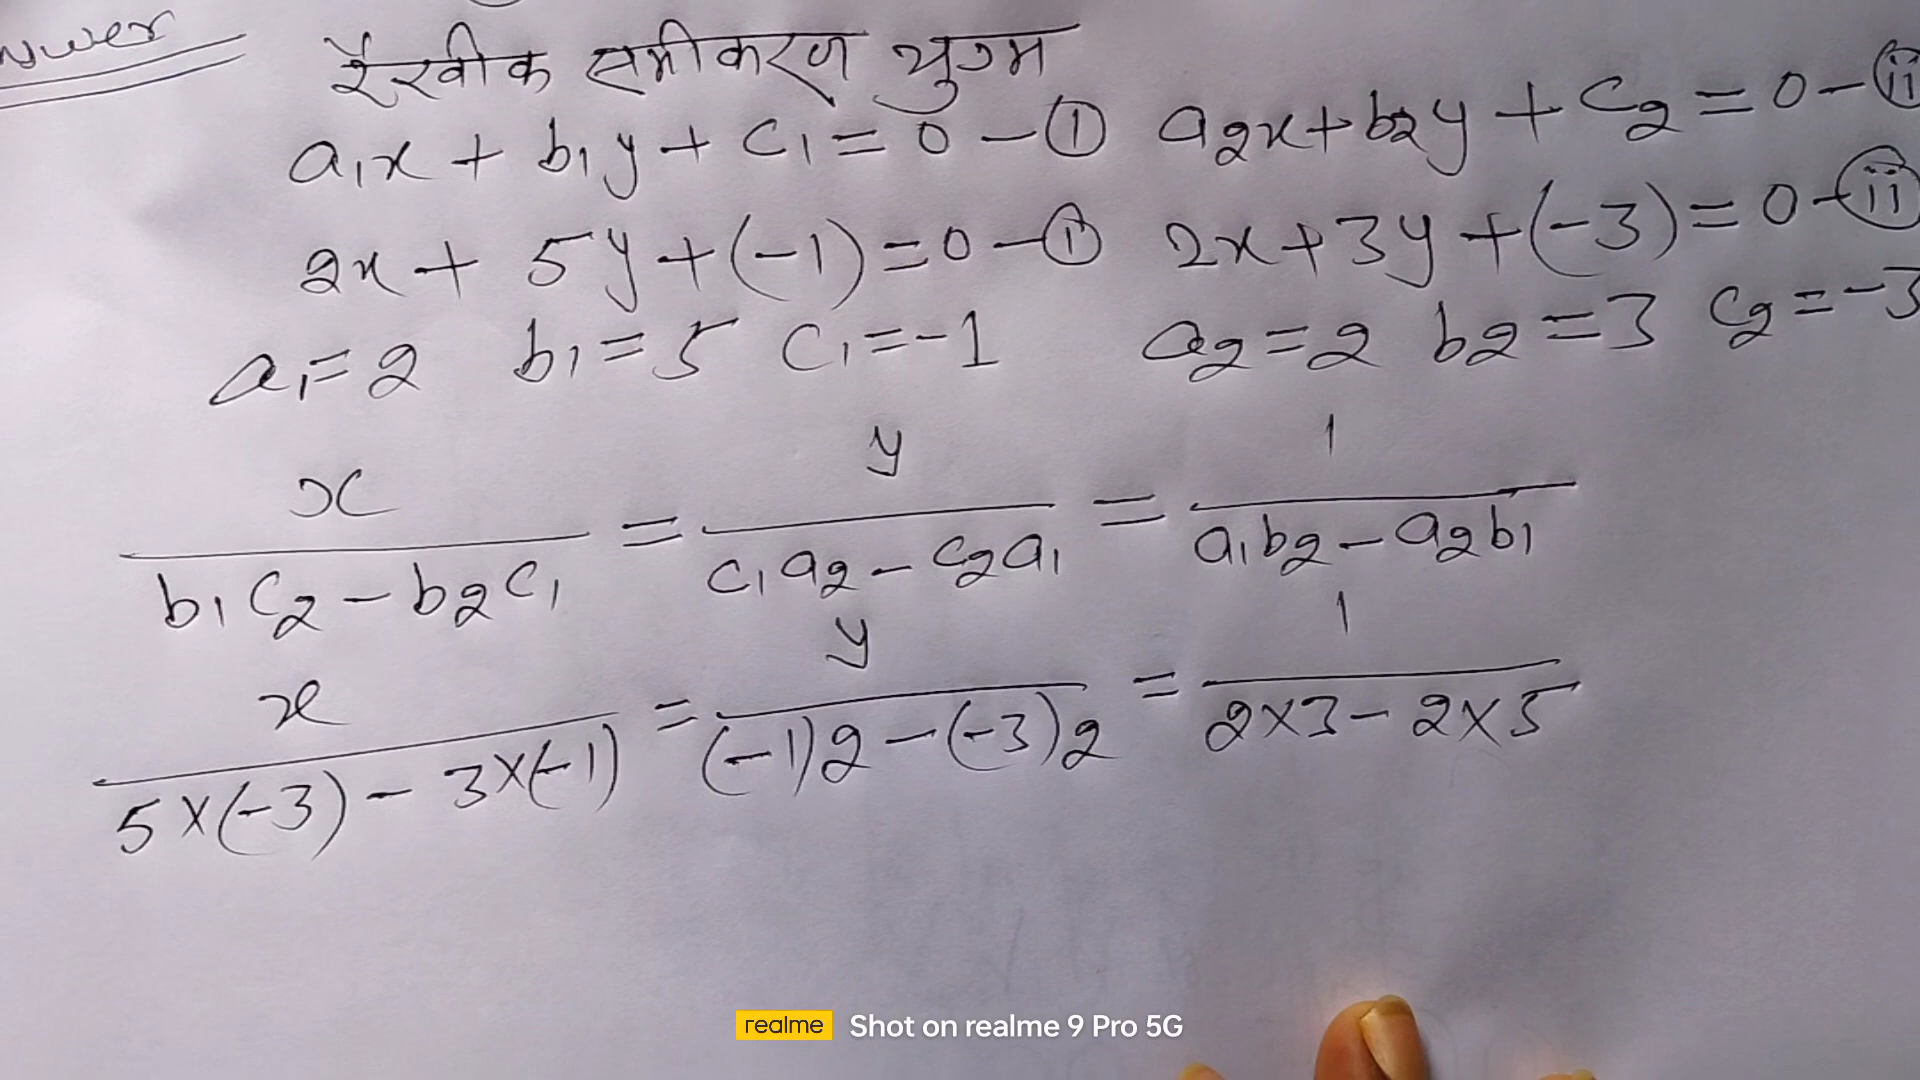 रैखीक समीकरण युग्म
a₁x + b₁y + c₁ = 0 - ① a₂x + b₂y + c₂ = 0 - ⓘⓘ
2x + 5y + (-1) = 0 - ⓘ 2x + 3y + (-3) = 0 - ⓘⓘ
a₁ = 2 b₁ = 5 c₁ = -1 a₂ = 2 b2 = 3 c₂ = -3
x y 1
b₁c₂ - b₂c₁ = c₁a₂ - c₂a₁ = a₁b₂ - a₂b₁
x y 1
5×(-3) - 3×(-1) = (-1)2 - (-3)2 = 2×3 - 2×5
realme Shot on realme 9 Pro 5G